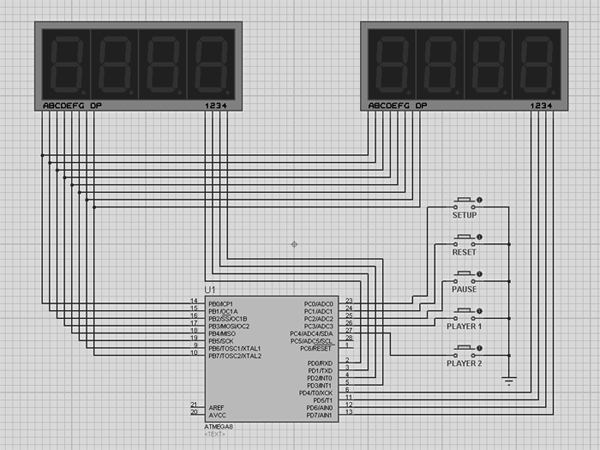 ABCDEFG DP 1234
ABCDEFG DP 1234
SETUP
RESET
PAUSE
PLAYER 1
PLAYER 2
U1
14 PB0/ICP1 PC0/ADC0 23
15 PB1/OC1A PC1/ADC1 24
16 PB2/SS/OC1B PC2/ADC2 25
17 PB3/MOSI/OC2 PC3/ADC3 26
18 PB4/MISO PC4/ADC4/SDA 27
19 PB5/SCK PC5/ADC5/SCL 28
9 PB6/TOSC1/XTAL1 PC6/RESET 1
10 PB7/TOSC2/XTAL2
PD0/RXD 2
PD1/TXD 3
PD2/INT0 4
PD3/INT1 5
PD4/T0/XCK 6
PD5/T1 11
21 AREF PD6/AIN0 12
20 AVCC PD7/AIN1 13
ATMEGA8
<TEXT>